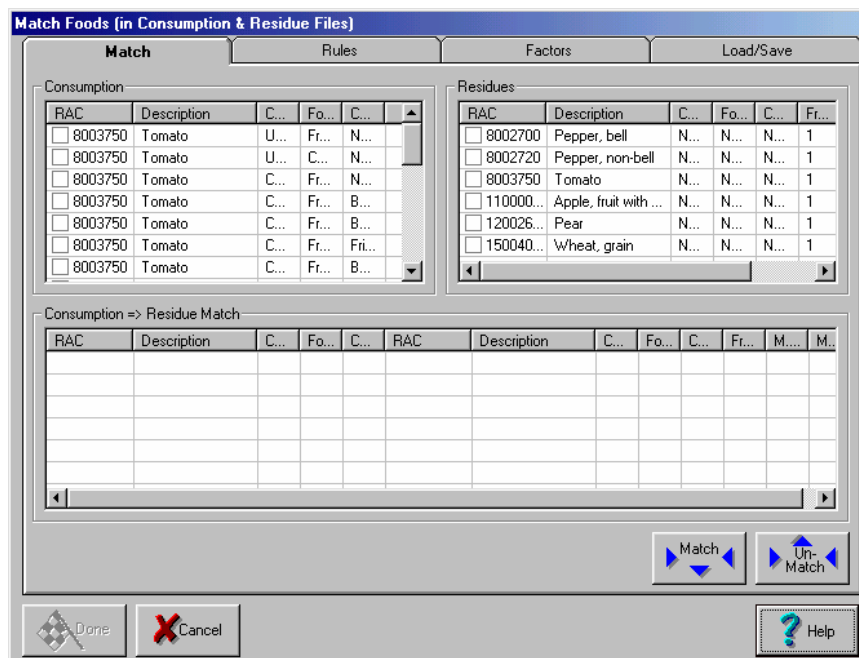 Match Foods (in Consumption & Residue Files)
Match Rules Factors Load/Save
Consumption
RAC Description C... Fo... C...
8003750 Tomato U... Fr... N...
8003750 Tomato U... C... N...
8003750 Tomato C... Fr... N...
8003750 Tomato C... Fr... B...
8003750 Tomato C... Fr... B...
8003750 Tomato C... Fr... Fri...
8003750 Tomato C... Fr... B...
Residues
RAC Description C... Fo... C... Fr...
8002700 Pepper, bell N... N... N... 1
8002720 Pepper, non-bell N... N... N... 1
8003750 Tomato N... N... N... 1
110000... Apple, fruit with ... N... N... N... 1
120026... Pear N... N... N... 1
150040... Wheat, grain N... N... N... 1
Consumption => Residue Match
RAC Description C... Fo... C... RAC Description C... Fo... C... Fr... M... M..
Match
Un-
Match
Done Cancel Help